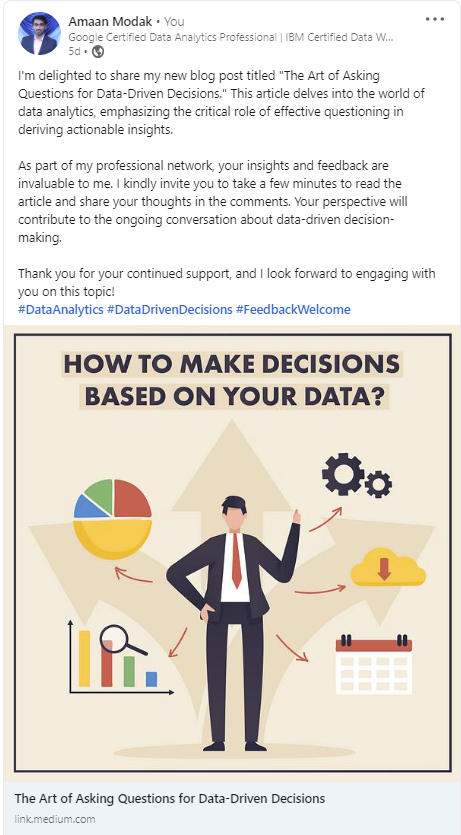 Amaan Modak • You
Google Certified Data Analytics Professional | IBM Certified Data W...
5d •
I'm delighted to share my new blog post titled "The Art of Asking
Questions for Data-Driven Decisions." This article delves into the world of
data analytics, emphasizing the critical role of effective questioning in
deriving actionable insights.
As part of my professional network, your insights and feedback are
invaluable to me. I kindly invite you to take a few minutes to read the
article and share your thoughts in the comments. Your perspective will
contribute to the ongoing conversation about data-driven decision-
making.
Thank you for your continued support, and I look forward to engaging with
you on this topic!
#DataAnalytics #DataDrivenDecisions #FeedbackWelcome
HOW TO MAKE DECISIONS
BASED ON YOUR DATA?
The Art of Asking Questions for Data-Driven Decisions
link.medium.com